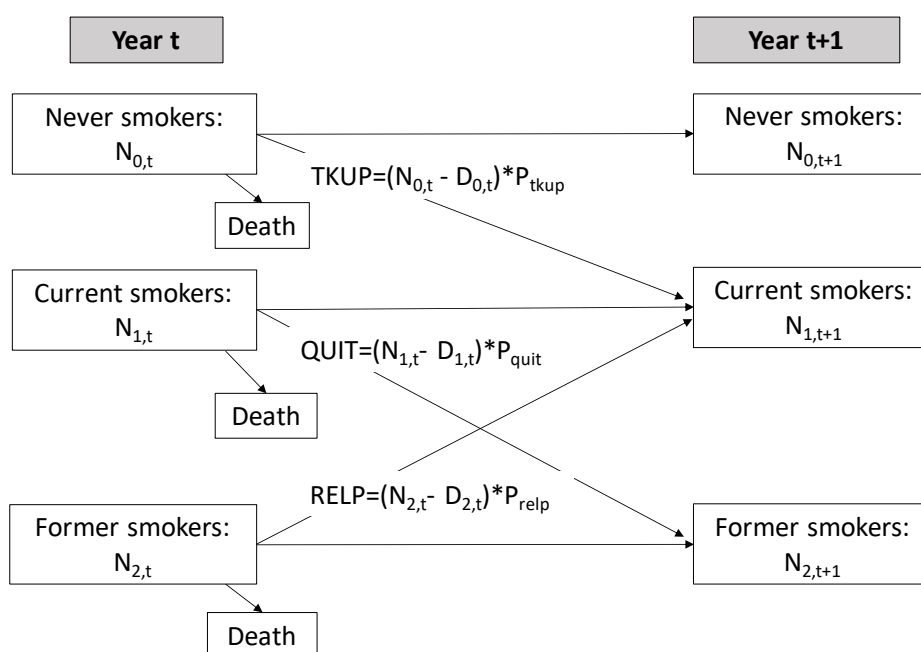 Year t
Year t+1
Never smokers:
N0,t
Never smokers:
N0,t+1
TKUP=(N0,t - D0,t)*Ptkup
Death
Current smokers:
N1,t
Current smokers:
N1,t+1
QUIT=(N1,t- D1,t)*Pquit
Death
RELP=(N2,t- D2,t)*Prelp
Former smokers:
N2,t
Former smokers:
N2,t+1
Death